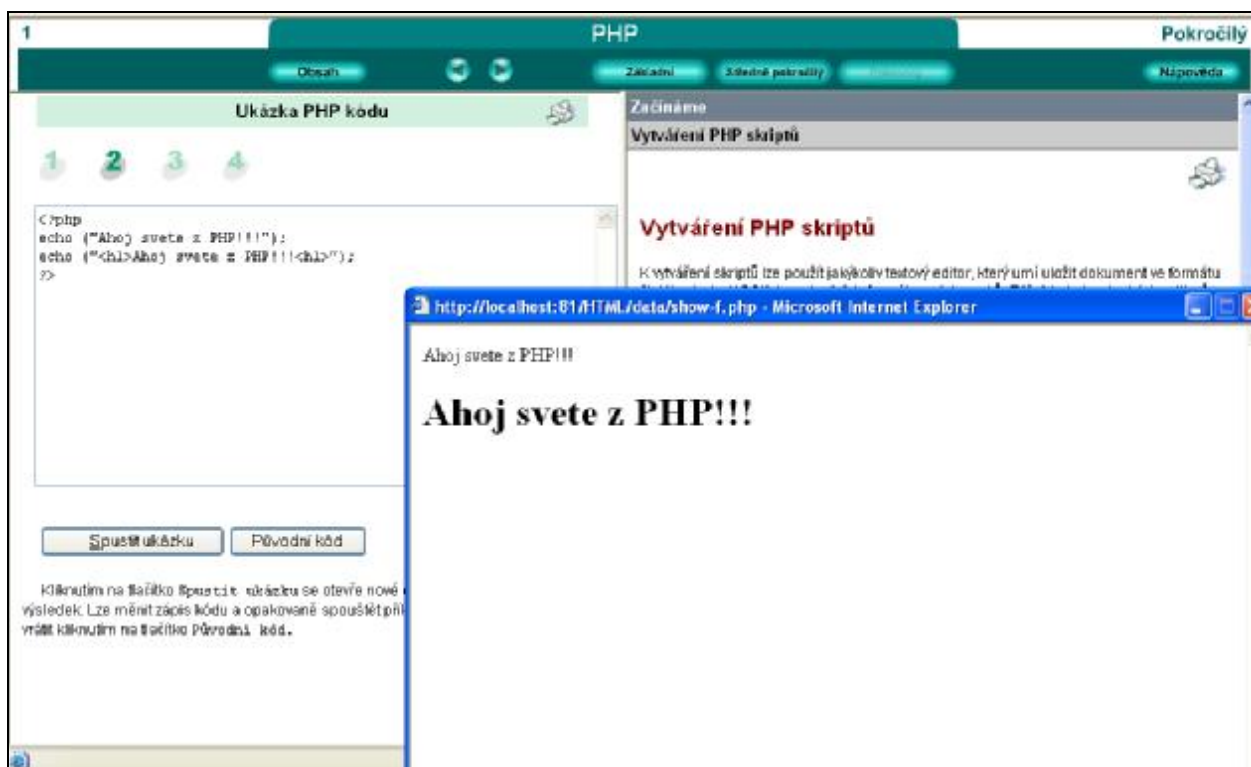 1
PHP
Pokročilý
Obsah
Základní
Středně pokročilý
Nápověda
Ukázka PHP kódu
1 2 3 4
<?php
echo ("Ahoj svete z PHP!!!");
echo ("<h1>Ahoj svete z PHP!!!<h1>");
?>
Spustit ukázku
Původní kód
Kliknutím na tlačítko Spustit ukázku se otevře nové
výsledek. Lze měnit zápis kódu a opakovaně spouštět
vrátit kliknutím na tlačítko Původní kód.
Začínáme
Vytváření PHP skriptů
Vytváření PHP skriptů
K vytváření skriptů lze použít jakýkoliv textový editor, který umí uložit dokument ve formátu
http://localhost:81/HTML/data/show-f.php - Microsoft Internet Explorer
Ahoj svete z PHP!!!
Ahoj svete z PHP!!!